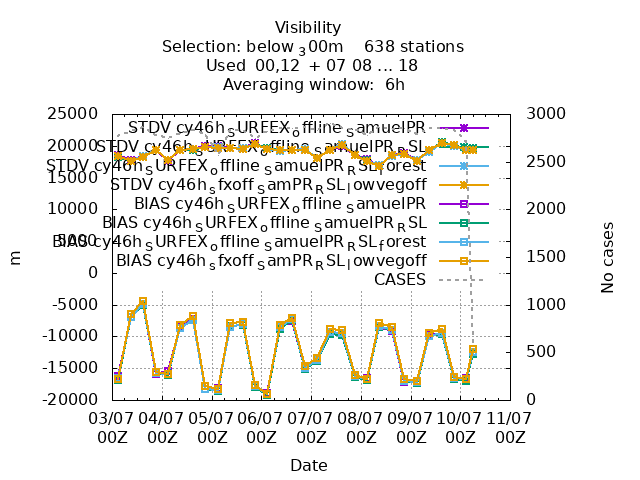 Visibility
Selection: below ₃00m 638 stations
Used 00,12 + 07 08 ... 18
Averaging window: 6h
25000
20000
15000
10000
5000
0
-5000
-10000
-15000
-20000
m
3000
2500
2000
1500
1000
500
0
No cases
STDV cy46h_SURFEX_offline_SamuelPR
STDV cy46h_SURFEX_offline_SamuelPR_RSL
STDV cy46h_SURFEX_offline_SamuelPR_RSL_forest
STDV cy46h_sfxoff_SamPR_RSL_lowvegoff
BIAS cy46h_SURFEX_offline_SamuelPR
BIAS cy46h_SURFEX_offline_SamuelPR_RSL
BIAS cy46h_SURFEX_offline_SamuelPR_RSL_forest
BIAS cy46h_sfxoff_SamPR_RSL_lowvegoff
CASES
03/07 04/07 05/07 06/07 07/07 08/07 09/07 10/07 11/07
00Z 00Z 00Z 00Z 00Z 00Z 00Z 00Z 00Z
Date